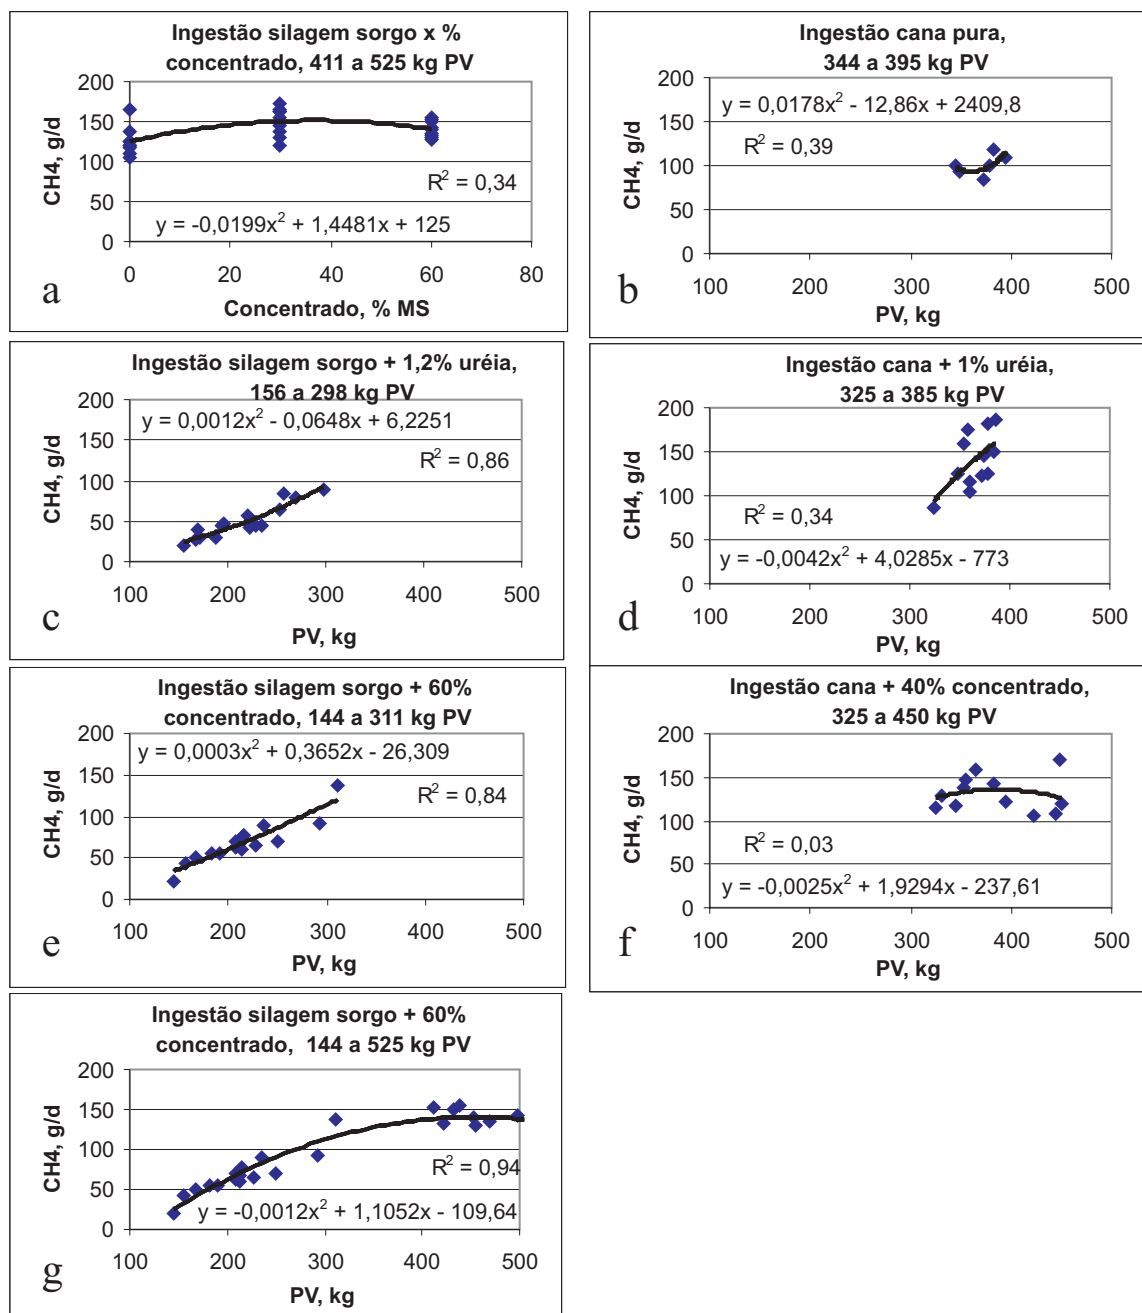 Ingestão silagem sorgo x %
concentrado, 411 a 525 kg PV
200
150
100
50
0
CH4, g/d
R² = 0,34
y = -0,0199x² + 1,4481x + 125
0 20 40 60 80
Concentrado, % MS
a
Ingestão cana pura,
344 a 395 kg PV
200
150
100
50
0
CH4, g/d
y = 0,0178x² - 12,86x + 2409,8
R² = 0,39
100 200 300 400 500
PV, kg
b
Ingestão silagem sorgo + 1,2% uréia,
156 a 298 kg PV
200
150
100
50
0
CH4, g/d
y = 0,0012x² - 0,0648x + 6,2251
R² = 0,86
100 200 300 400 500
PV, kg
c
Ingestão cana + 1% uréia,
325 a 385 kg PV
200
150
100
50
0
CH4, g/d
R² = 0,34
y = -0,0042x² + 4,0285x - 773
100 200 300 400 500
PV, kg
d
Ingestão silagem sorgo + 60%
concentrado, 144 a 311 kg PV
200
150
100
50
0
CH4, g/d
y = 0,0003x² + 0,3652x - 26,309
R² = 0,84
100 200 300 400 500
PV, kg
e
Ingestão cana + 40% concentrado,
325 a 450 kg PV
200
150
100
50
0
CH4, g/d
R² = 0,03
y = -0,0025x² + 1,9294x - 237,61
100 200 300 400 500
PV, kg
f
Ingestão silagem sorgo + 60%
concentrado, 144 a 525 kg PV
200
150
100
50
0
CH4, g/d
R² = 0,94
y = -0,0012x² + 1,1052x - 109,64
100 200 300 400 500
PV, kg
g